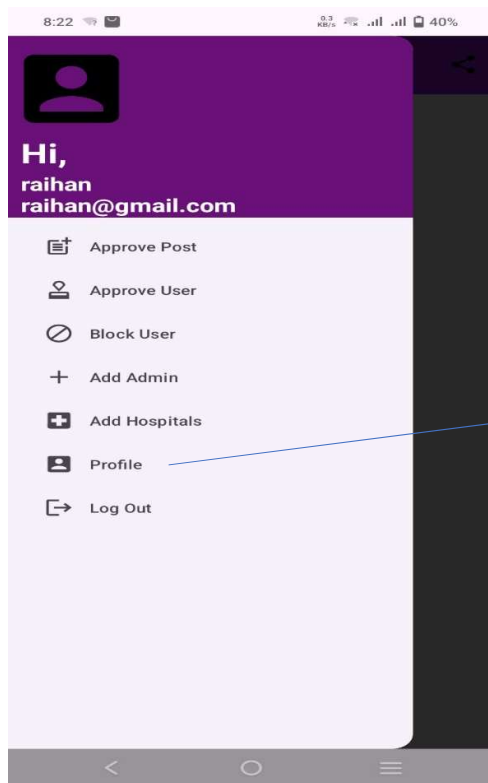 8:22
0.3
KB/s
40%
Hi,
raihan
raihan@gmail.com
Approve Post
Approve User
Block User
Add Admin
Add Hospitals
Profile
Log Out